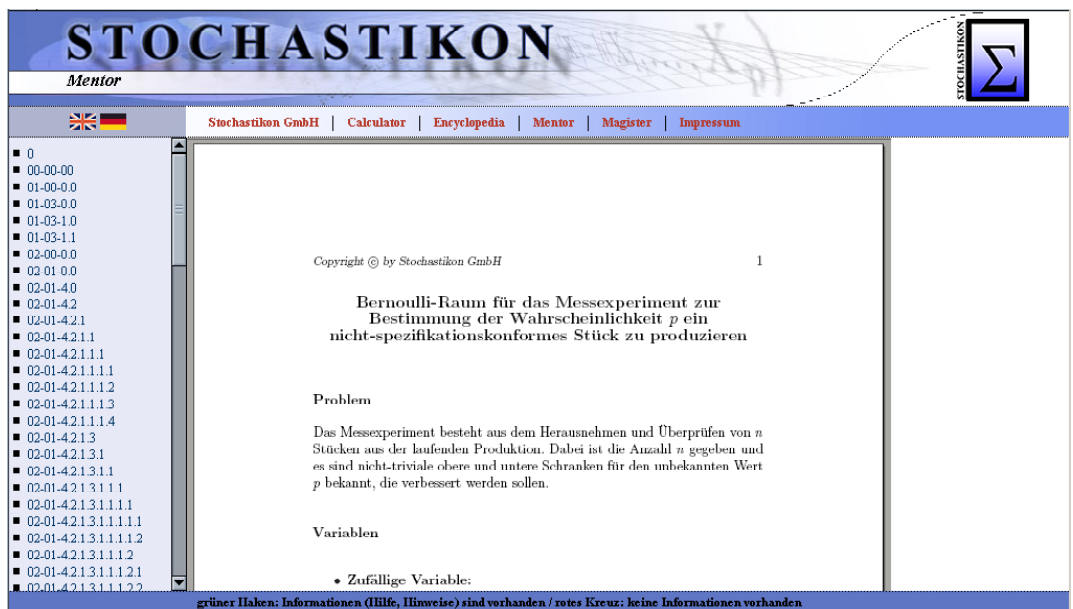 STOCHASTIKON
Mentor
STOCHASTIKON
Σ
Stochastikon GmbH | Calculator | Encyclopedia | Mentor | Magister | Impressum
0
00-00-00
01-00-0.0
01-03-0.0
01-03-1.0
01-03-1.1
02-00-0.0
02-01-0.0
02-01-4.0
02-01-4.2
02-01-4.2.1
02-01-4.2.1.1
02-01-4.2.1.1.1
02-01-4.2.1.1.1.1
02-01-4.2.1.1.1.2
02-01-4.2.1.1.1.3
02-01-4.2.1.1.1.4
02-01-4.2.1.3
02-01-4.2.1.3.1
02-01-4.2.1.3.1.1
02-01-4.2.1.3.1.1.1
02-01-4.2.1.3.1.1.1.1
02-01-4.2.1.3.1.1.1.1.1
02-01-4.2.1.3.1.1.1.1.2
02-01-4.2.1.3.1.1.1.2
02-01-4.2.1.3.1.1.1.2.1
02-01-4.2.1.3.1.1.1.2.2
Copyright © by Stochastikon GmbH 1
Bernoulli-Raum für das Messexperiment zur
Bestimmung der Wahrscheinlichkeit p ein
nicht-spezifikationskonformes Stück zu produzieren
Problem
Das Messexperiment besteht aus dem Herausnehmen und Überprüfen von n
Stücken aus der laufenden Produktion. Dabei ist die Anzahl n gegeben und
es sind nicht-triviale obere und untere Schranken für den unbekannten Wert
p bekannt, die verbessert werden sollen.
Variablen
• Zufällige Variable:
grüner Haken: Informationen (Hilfe, Hinweise) sind vorhanden / rotes Kreuz: keine Informationen vorhanden